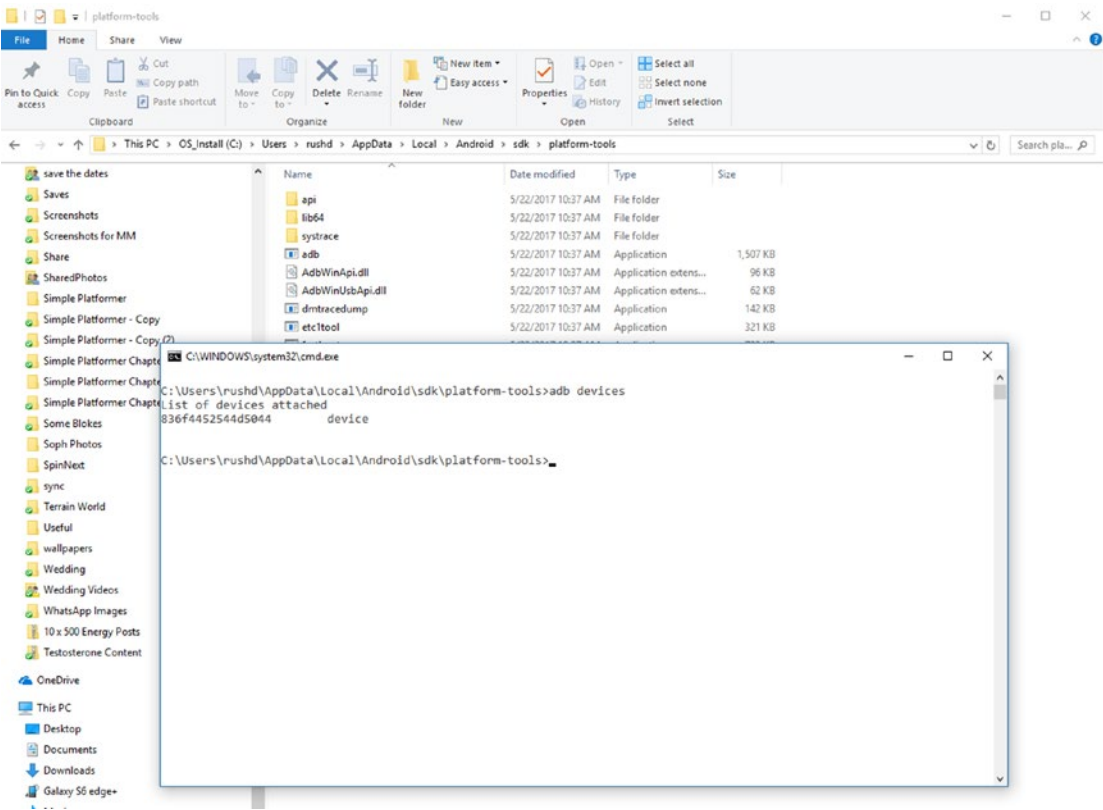 platform-tools
File Home Share View
Pin to Quick access
Copy
Paste
Cut
Copy path
Paste shortcut
Clipboard
Move to
Copy to
Delete
Rename
Organize
New folder
New item
Easy access
New
Properties
Open
Edit
History
Open
Select all
Select none
Invert selection
Select
This PC > OS_Install (C:) > Users > rushd > AppData > Local > Android > sdk > platform-tools
Search pla...
save the dates
Saves
Screenshots
Screenshots for MM
Share
SharedPhotos
Simple Platformer
Simple Platformer - Copy
Simple Platformer - Copy (2)
Simple Platformer Chapte
Simple Platformer Chapte
Simple Platformer Chapte
Some Blokes
Soph Photos
SpinNext
sync
Terrain World
Useful
wallpapers
Wedding
Wedding Videos
WhatsApp Images
10 x 500 Energy Posts
Testosterone Content
OneDrive
This PC
Desktop
Documents
Downloads
Galaxy S6 edge+
Name Date modified Type Size
api 5/22/2017 10:37 AM File folder
lib64 5/22/2017 10:37 AM File folder
systrace 5/22/2017 10:37 AM File folder
adb 5/22/2017 10:37 AM Application 1,507 KB
AdbWinApi.dll 5/22/2017 10:37 AM Application extens... 96 KB
AdbWinUsbApi.dll 5/22/2017 10:37 AM Application extens... 62 KB
dmtracedump 5/22/2017 10:37 AM Application 142 KB
etc1tool 5/22/2017 10:37 AM Application 321 KB
C:\WINDOWS\system32\cmd.exe
C:\Users\rushd\AppData\Local\Android\sdk\platform-tools>adb devices
List of devices attached
836f4452544d5044 device
C:\Users\rushd\AppData\Local\Android\sdk\platform-tools>